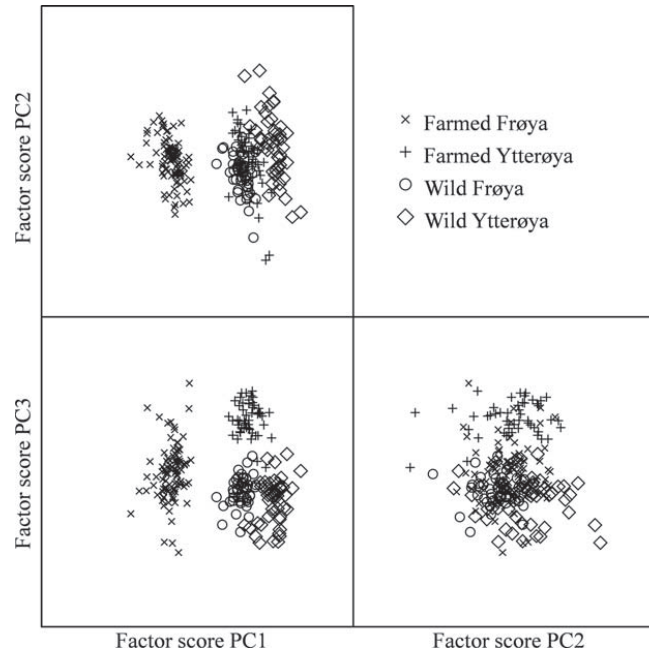 Factor score PC2
× Farmed Frøya
+ Farmed Ytterøya
○ Wild Frøya
◇ Wild Ytterøya
Factor score PC3
Factor score PC1
Factor score PC2